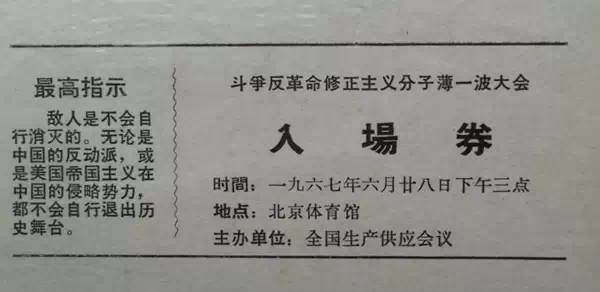 最高指示
敌人是不会自
行消灭的。无论是
中国的反动派，或
是美国帝国主义在
中国的侵略势力，
都不会自行退出历
史舞台。
斗爭反革命修正主义分子薄一波大会
入場券
时間：一九六七年六月廿八日下午三点
地点：北京体育館
主办单位：全国生产供应会议